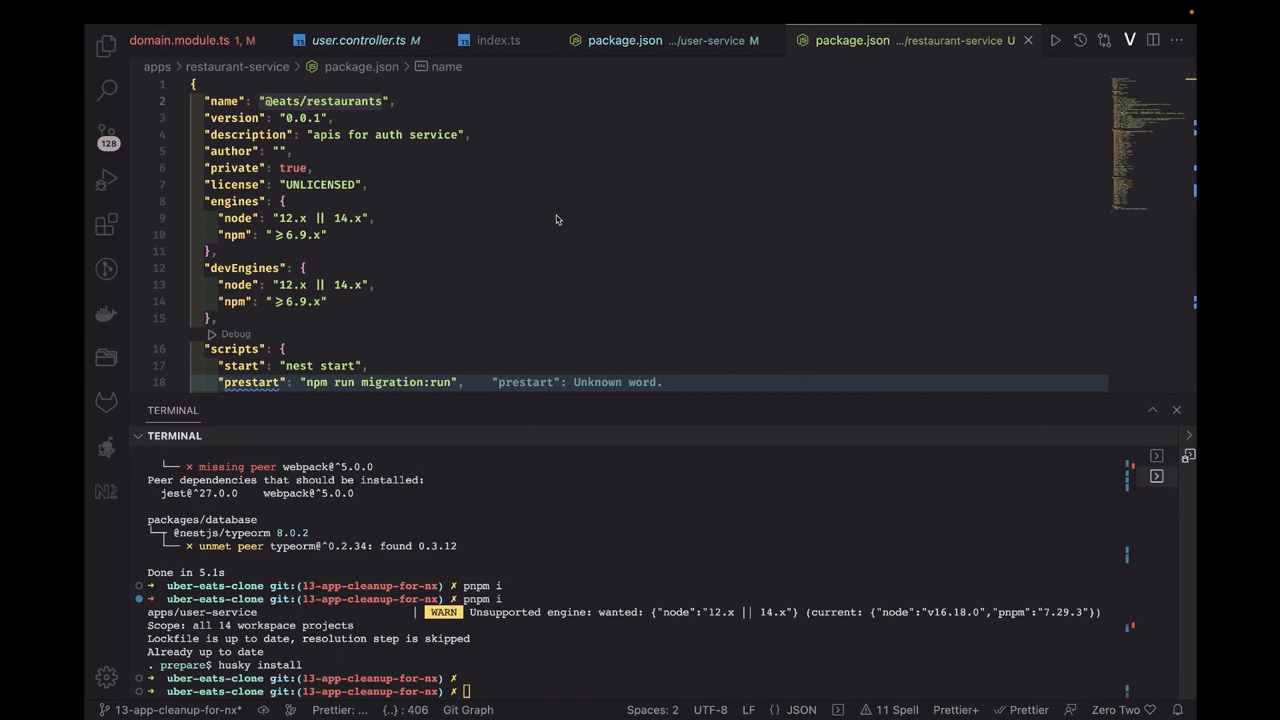 domain.module.ts 1, M TS user.controller.ts M TS index.ts package.json .../user-service M package.json .../restaurant-service U
apps > restaurant-service > package.json > name
1 {
2 "name": "@eats/restaurants",
3 "version": "0.0.1",
4 "description": "apis for auth service",
5 "author": "",
6 "private": true,
7 "license": "UNLICENSED",
8 "engines": {
9 "node": "12.x || 14.x",
10 "npm": "≥6.9.x"
11 },
12 "devEngines": {
13 "node": "12.x || 14.x",
14 "npm": "≥6.9.x"
15 },
Debug
16 "scripts": {
17 "start": "nest start",
18 "prestart": "npm run migration:run", "prestart": Unknown word.
128
TERMINAL
TERMINAL
└── ✕ missing peer webpack@^5.0.0
Peer dependencies that should be installed:
jest@^27.0.0 webpack@^5.0.0
packages/database
└─┬ @nestjs/typeorm 8.0.2
└── ✕ unmet peer typeorm@^0.2.34: found 0.3.12
Done in 5.1s
➜ uber-eats-clone git:(13-app-cleanup-for-nx) ✗ pnpm i
➜ uber-eats-clone git:(13-app-cleanup-for-nx) ✗ pnpm i
apps/user-service | WARN Unsupported engine: wanted: {"node":"12.x || 14.x"} (current: {"node":"v16.18.0","pnpm":"7.29.3"})
Scope: all 14 workspace projects
Lockfile is up to date, resolution step is skipped
Already up to date
. prepare$ husky install
➜ uber-eats-clone git:(13-app-cleanup-for-nx) ✗
➜ uber-eats-clone git:(13-app-cleanup-for-nx) ✗
13-app-cleanup-for-nx* Prettier: ... {..} : 406 Git Graph Spaces: 2 UTF-8 LF { } JSON 11 Spell Prettier+ ✓✓ Prettier Zero Two ♡